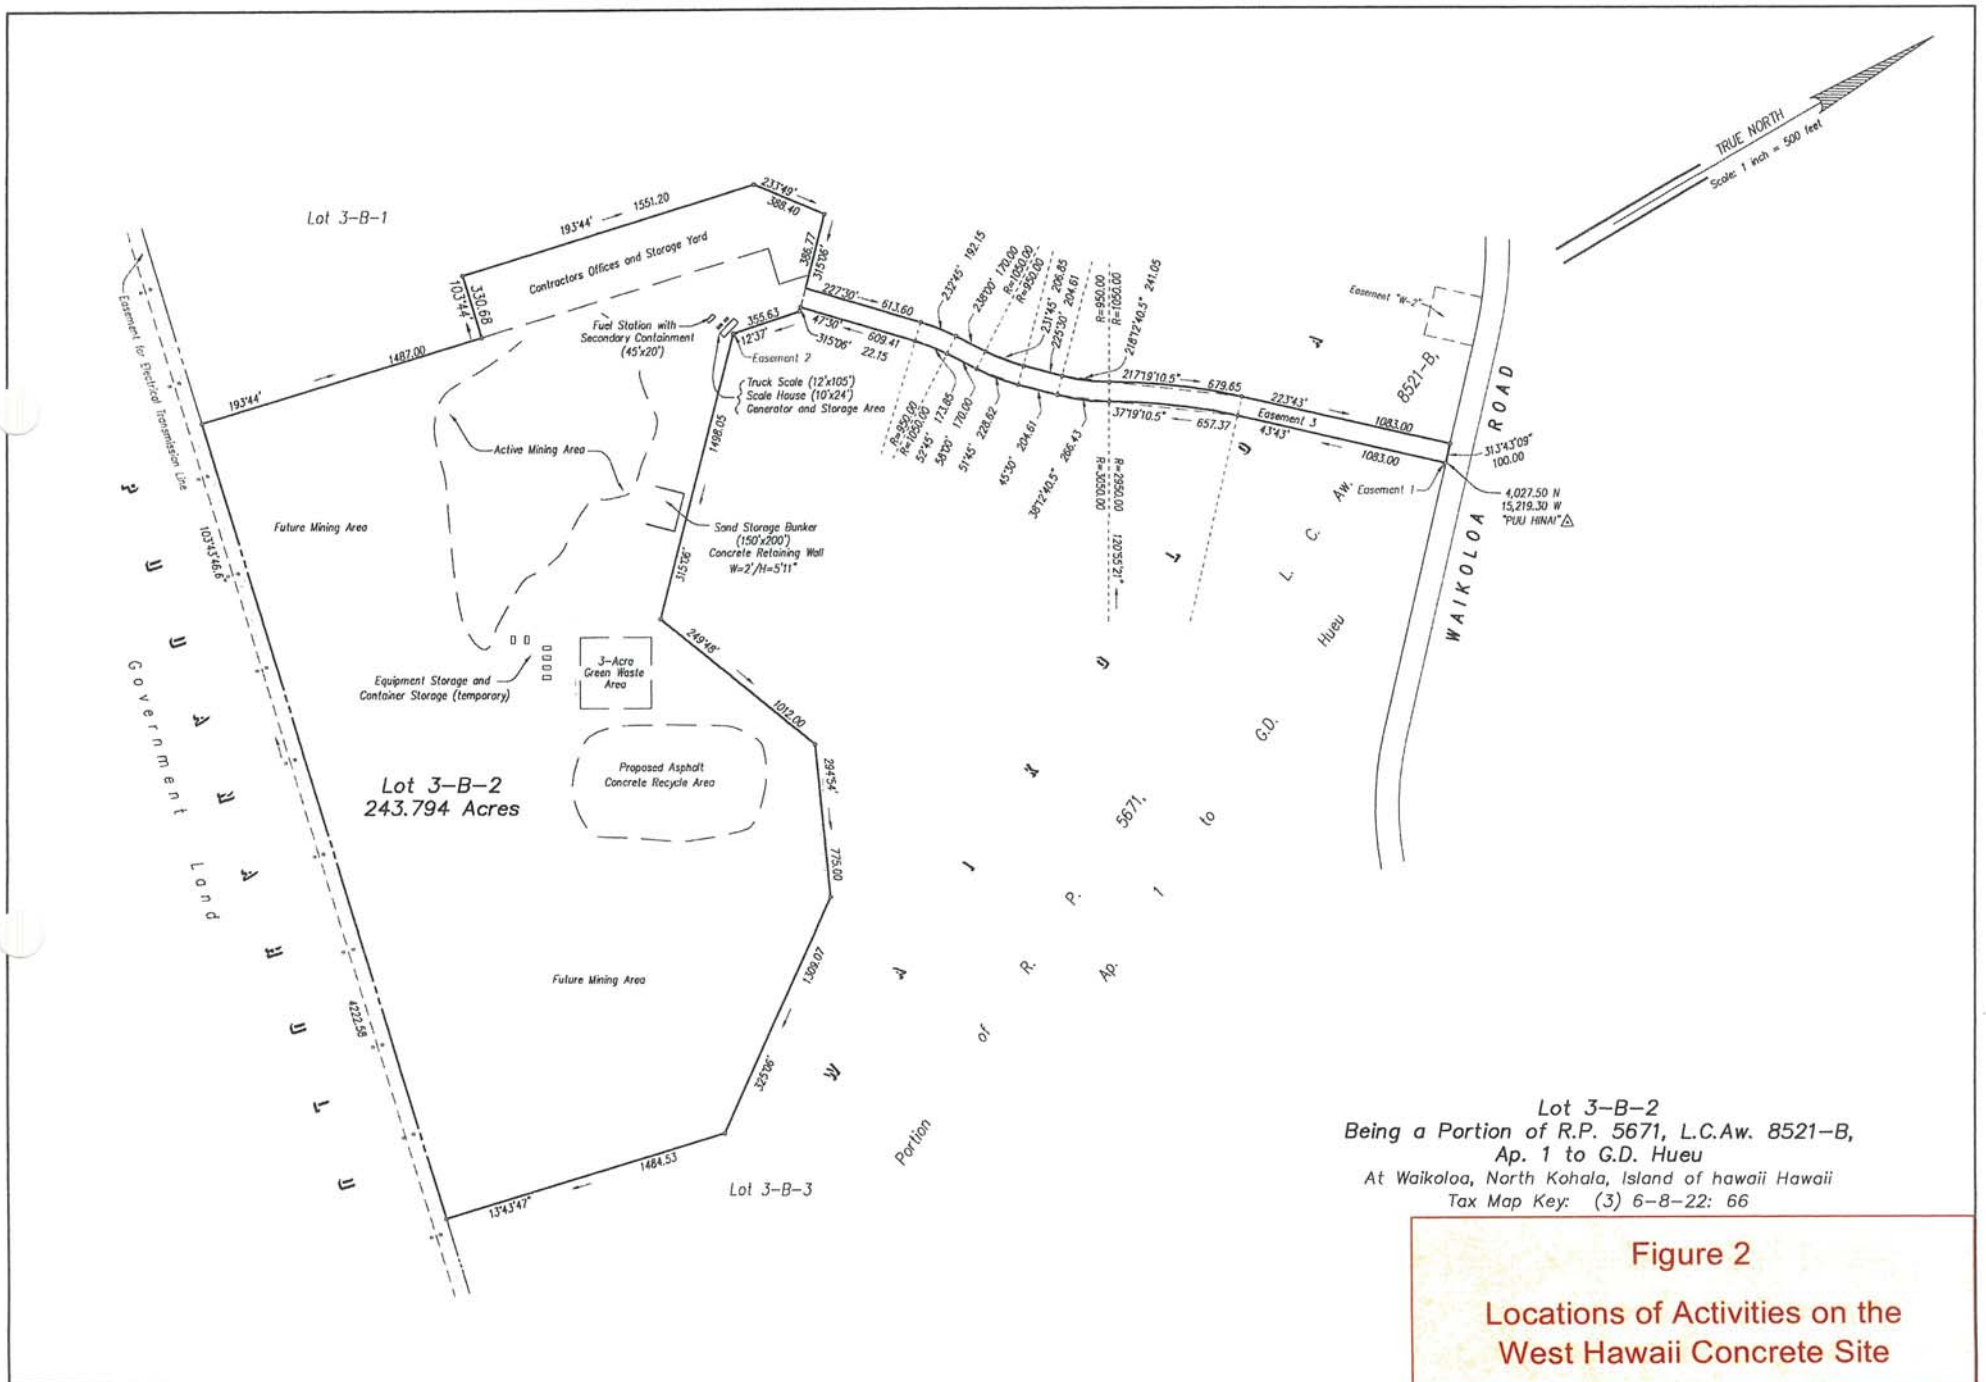 TRUE NORTH
Scale: 1 inch = 500 feet
Lot 3-B-1
193°44' 1551.20
233°49'
388.40
386.77
315°06'
Contractors Offices and Storage Yard
330.68
103°44'
1487.00
193°44'
Easement for Electrical Transmission Line
103°43'46.6"
4222.58
Fuel Station with
Secondary Containment
(45'x20')
355.63
12°37'
Easement 2
Truck Scale (12'x105')
Scale House (10'x24')
Generator and Storage Area
227°30' 613.60
47°30' 609.41
315°06' 22.15
232°45' 192.15
238°00' 170.00
R=1050.00
R=950.00
231°45' 206.85
225°30' 204.61
R=950.00
R=1050.00
218°12'40.5" 241.05
R=950.00
R=1050.00
52°45' 173.85
58°00' 170.00
51°45' 228.62
45°30' 204.61
38°12'40.5" 266.43
R=2950.00
R=3050.00
120°55'21"
217°19'10.5" 679.65
37°19'10.5" 657.37
223°43' 1083.00
Easement 3
43°43' 1083.00
Easement "W-2"
8521-B,
WAIKOLOA ROAD
313°43'09"
100.00
Easement 1
4,027.50 N
15,219.30 W
"PUU HINAI"
Active Mining Area
Future Mining Area
1498.05
315°06'
Sand Storage Bunker
(150'x200')
Concrete Retaining Wall
W=2'/H=5'11"
249°48'
1012.00
Equipment Storage and
Container Storage (temporary)
3-Acre
Green Waste
Area
Proposed Asphalt
Concrete Recycle Area
Lot 3-B-2
243.794 Acres
294°54'
775.00
1309.07
325°06'
Future Mining Area
1484.53
13°43'47"
Lot 3-B-3
Government Land
PUUANAHULU
WAIKOLOA
Portion of R. P. 5671,
L. C. Aw.
Ap. 1 to G.D. Hueu
Lot 3-B-2
Being a Portion of R.P. 5671, L.C.Aw. 8521-B,
Ap. 1 to G.D. Hueu
At Waikoloa, North Kohala, Island of hawaii Hawaii
Tax Map Key: (3) 6-8-22: 66
Figure 2
Locations of Activities on the
West Hawaii Concrete Site